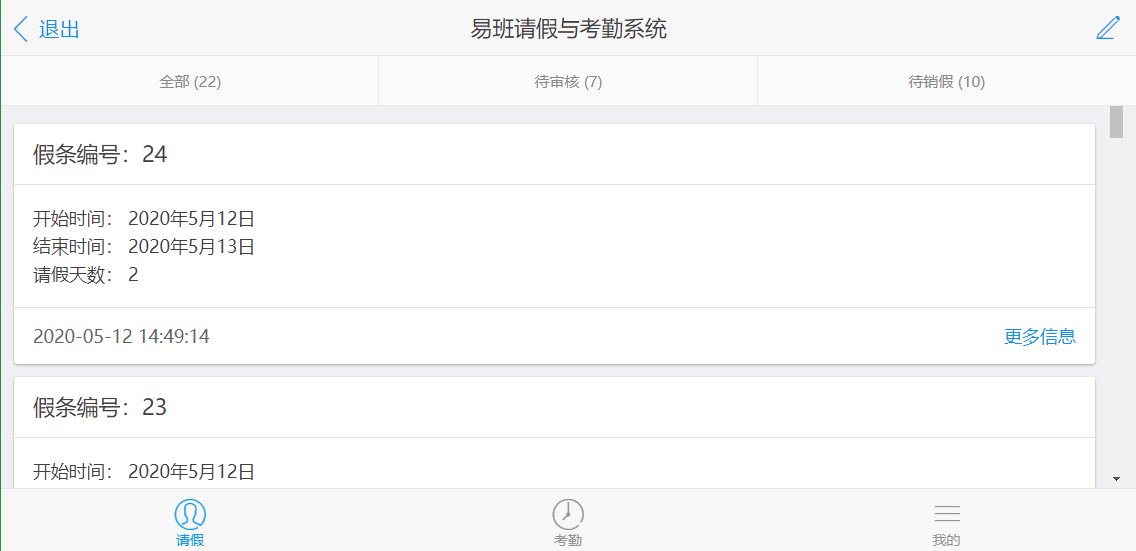 退出
易班请假与考勤系统
全部 (22)
待审核 (7)
待销假 (10)
假条编号：24
开始时间： 2020年5月12日
结束时间： 2020年5月13日
请假天数： 2
2020-05-12 14:49:14
更多信息
假条编号：23
开始时间： 2020年5月12日
请假
考勤
我的